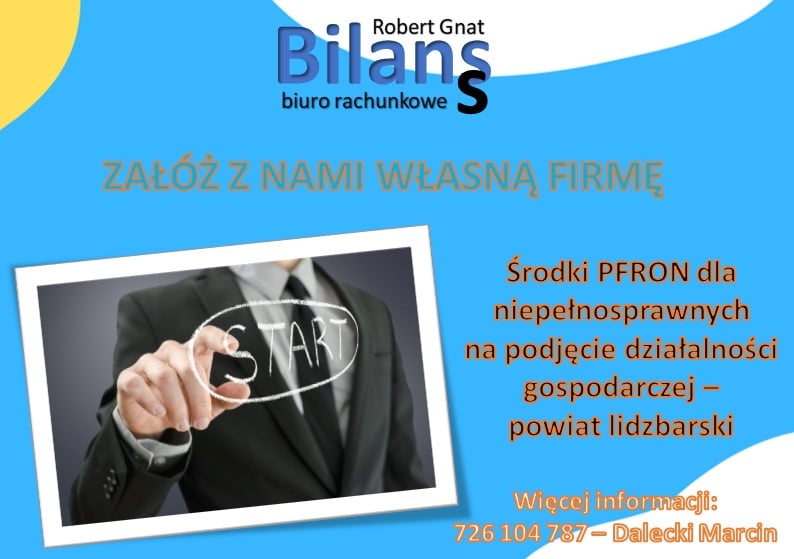 Robert Gnat
Bilans
s
biuro rachunkowe
ZAŁÓŻ Z NAMI WŁASNĄ FIRMĘ
START
Środki PFRON dla
niepełnosprawnych
na podjęcie działalności
gospodarczej –
powiat lidzbarski
Więcej informacji:
726 104 787 – Dalecki Marcin